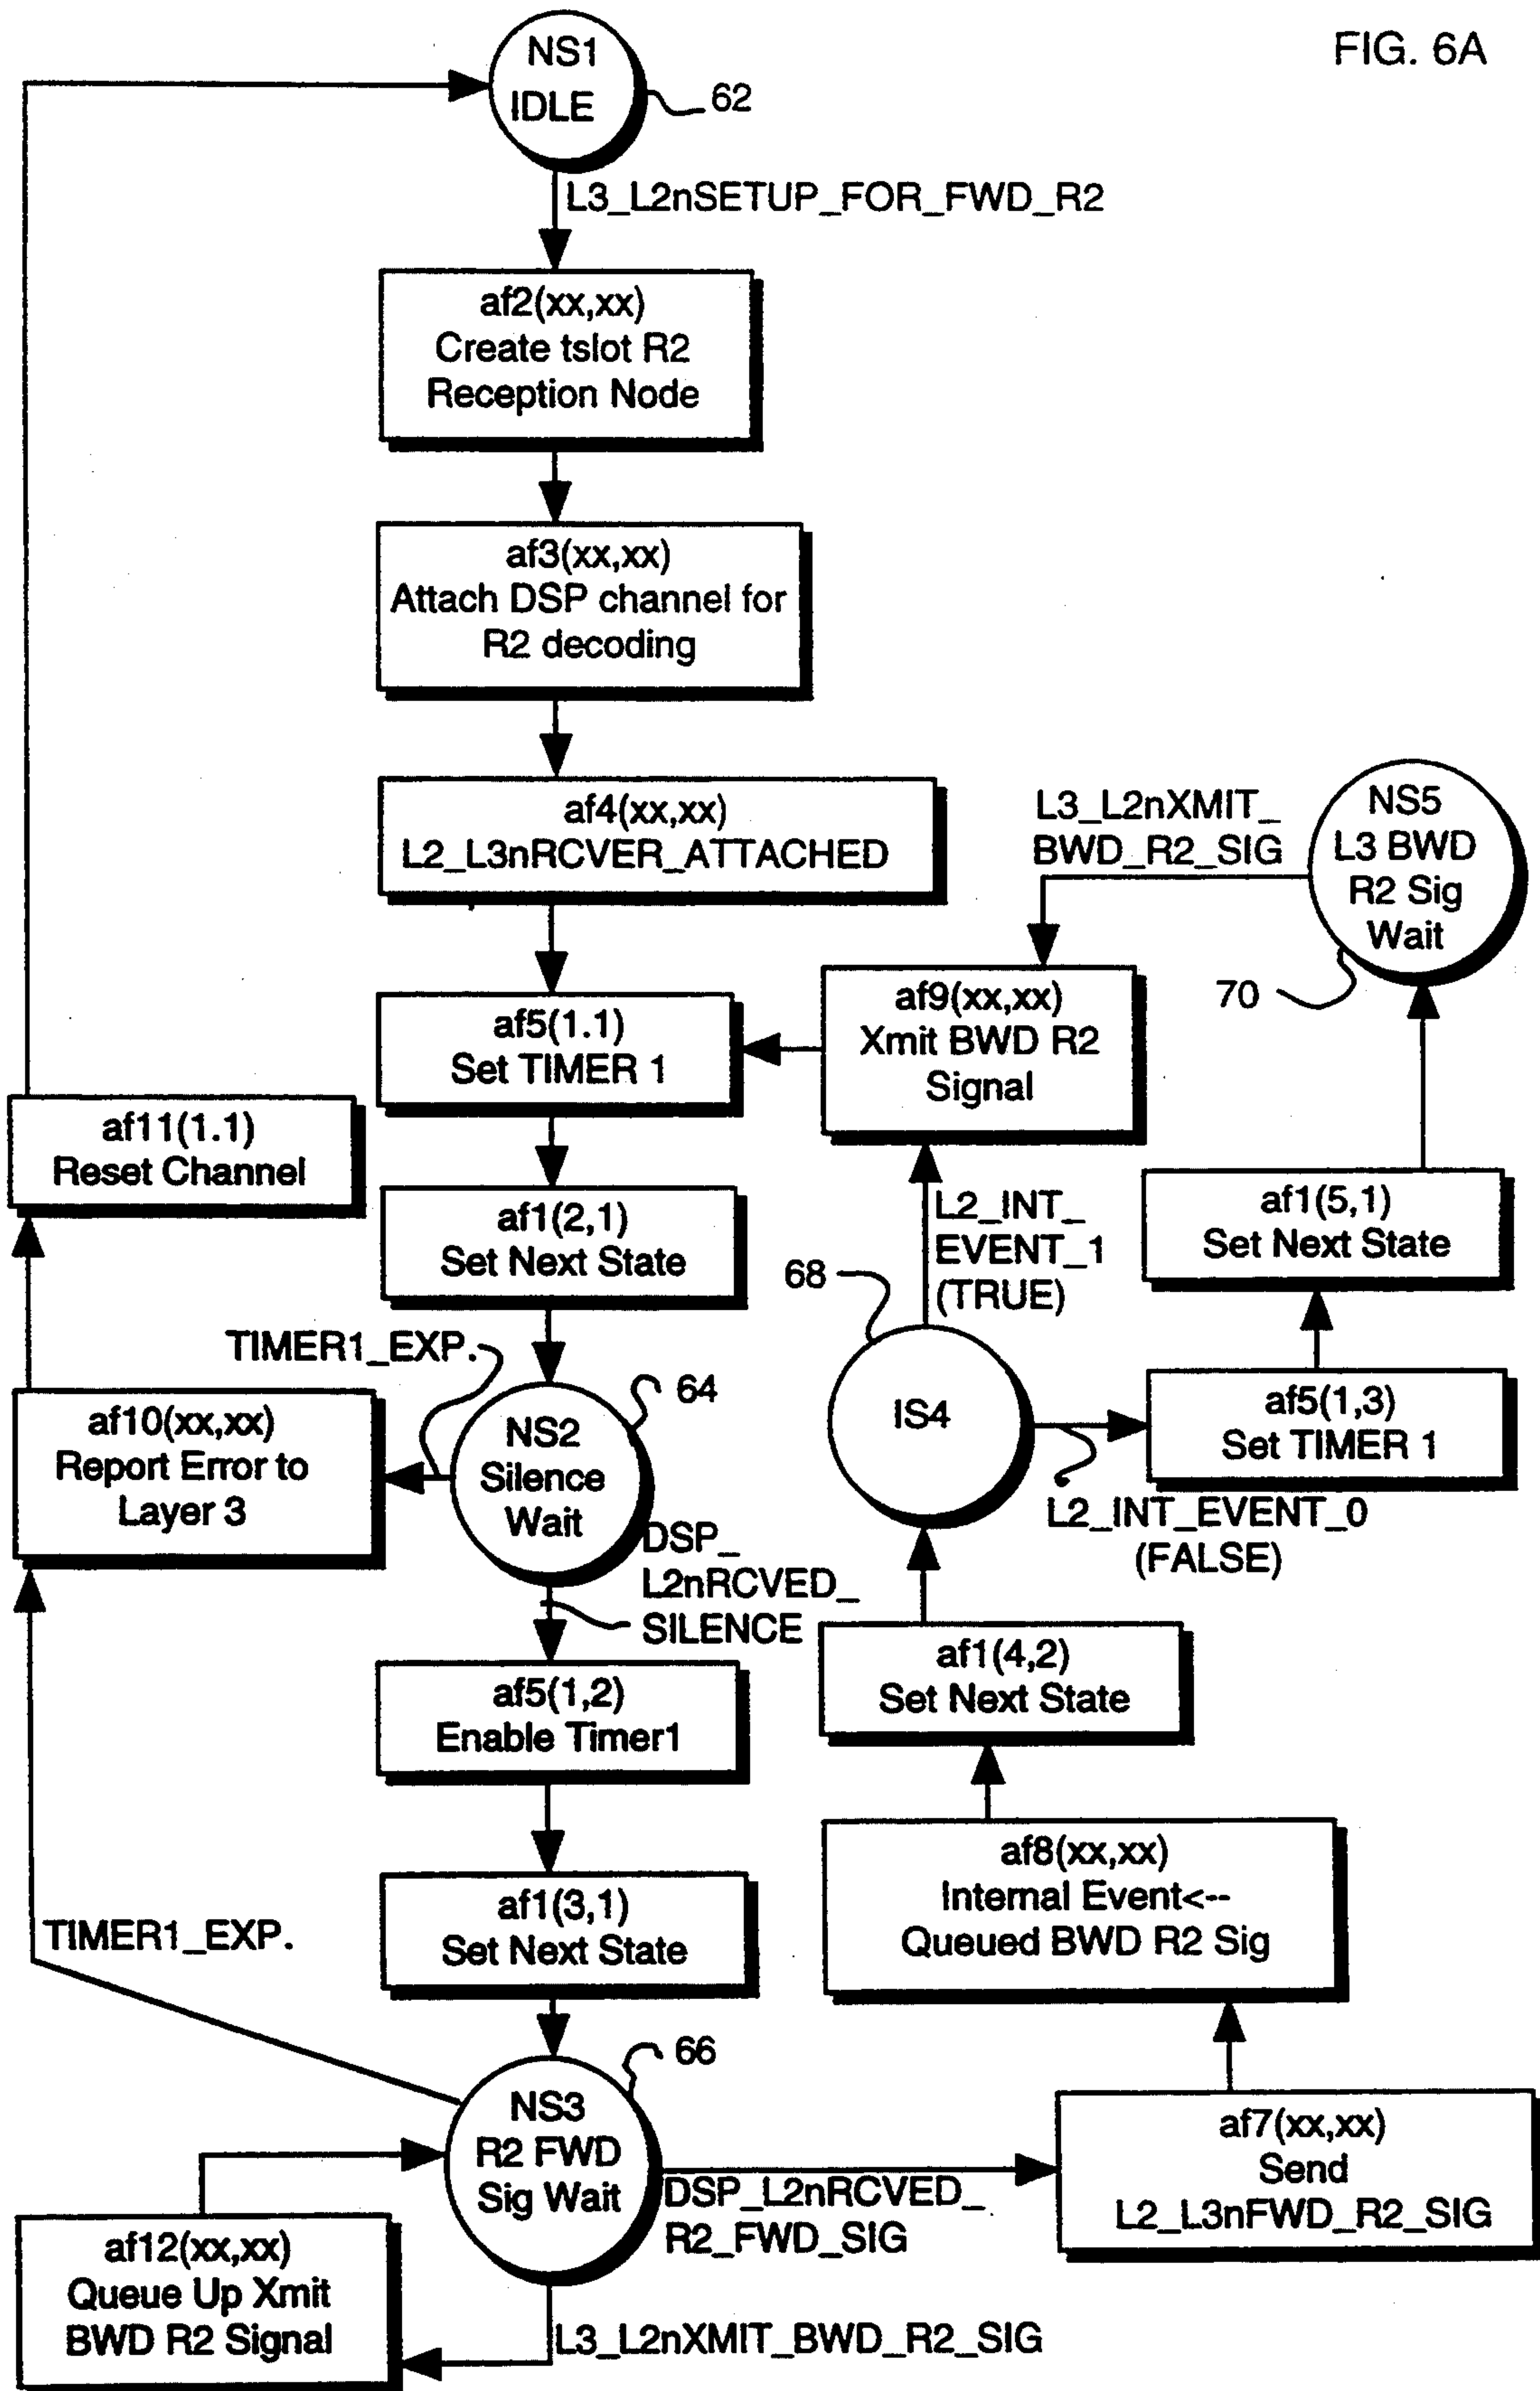 FIG. 6A
NS1
IDLE
62
L3_L2nSETUP_FOR_FWD_R2
af2(xx,xx)
Create tslot R2
Reception Node
af3(xx,xx)
Attach DSP channel for
R2 decoding
af4(xx,xx)
L2_L3nRCVER_ATTACHED
L3_L2nXMIT_
BWD_R2_SIG
NS5
L3 BWD
R2 Sig
Wait
70
af5(1.1)
Set TIMER 1
af9(xx,xx)
Xmit BWD R2
Signal
af11(1.1)
Reset Channel
af1(2,1)
Set Next State
L2_INT_
EVENT_1
(TRUE)
af1(5,1)
Set Next State
68
TIMER1_EXP.
64
af10(xx,xx)
Report Error to
Layer 3
NS2
Silence
Wait
IS4
af5(1,3)
Set TIMER 1
L2_INT_EVENT_0
(FALSE)
DSP_
L2nRCVED_
SILENCE
af5(1,2)
Enable Timer1
af1(4,2)
Set Next State
af1(3,1)
Set Next State
af8(xx,xx)
Internal Event<--
Queued BWD R2 Sig
TIMER1_EXP.
66
NS3
R2 FWD
Sig Wait
DSP_L2nRCVED_
R2_FWD_SIG
af7(xx,xx)
Send
L2_L3nFWD_R2_SIG
af12(xx,xx)
Queue Up Xmit
BWD R2 Signal
L3_L2nXMIT_BWD_R2_SIG